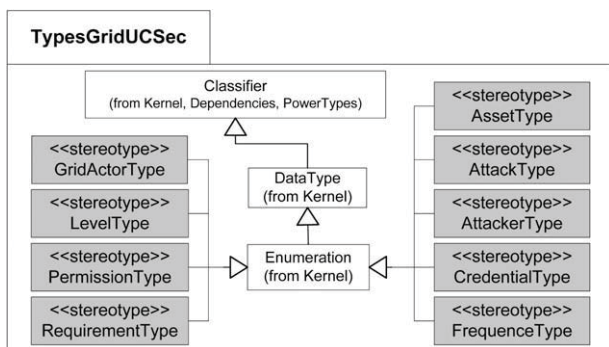 TypesGridUCSec
Classifier
(from Kernel, Dependencies, PowerTypes)
<<stereotype>>
GridActorType
<<stereotype>>
LevelType
<<stereotype>>
PermissionType
<<stereotype>>
RequirementType
DataType
(from Kernel)
Enumeration
(from Kernel)
<<stereotype>>
AssetType
<<stereotype>>
AttackType
<<stereotype>>
AttackerType
<<stereotype>>
CredentialType
<<stereotype>>
FrequenceType